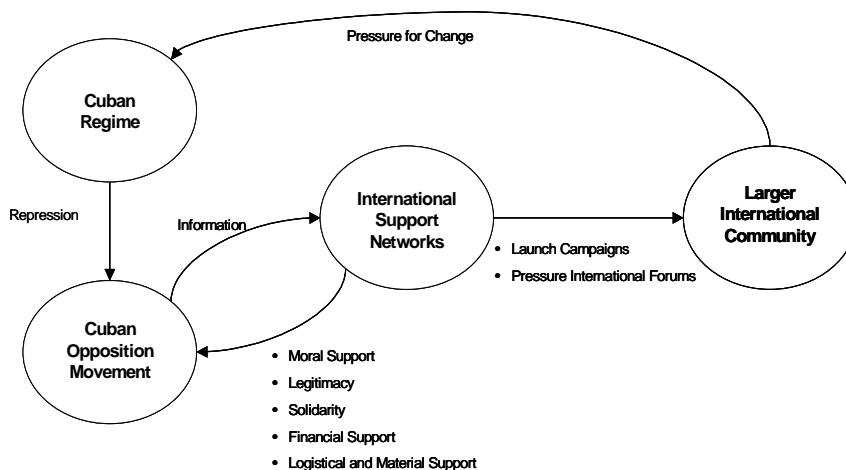 Pressure for Change
Cuban
Regime
Repression
Information
International
Support
Networks
Larger
International
Community
• Launch Campaigns
• Pressure International Forums
Cuban
Opposition
Movement
• Moral Support
• Legitimacy
• Solidarity
• Financial Support
• Logistical and Material Support